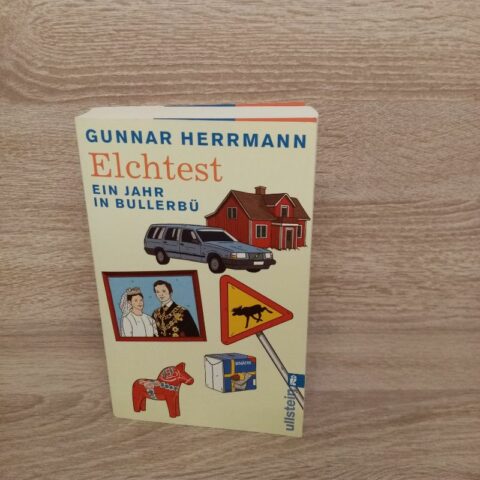 GUNNAR HERRMANN
Elchtest
EIN JAHR
IN BULLERBÜ
ullstein